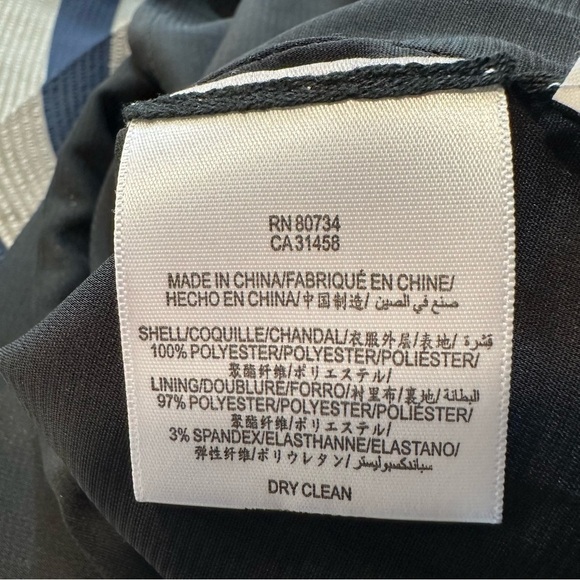 RN 80734
CA 31458
MADE IN CHINA/FABRIQUÉ EN CHINE/
HECHO EN CHINA/中国制造/ صنع في الصين
SHELL/COQUILLE/CHANDAL/衣服外层/表地/ قشرة
100% POLYESTER/POLYESTER/POLIÉSTER/
聚酯纤维/ポリエステル/
LINING/DOUBLURE/FORRO/衬里布/裏地/ البطانة
97% POLYESTER/POLYESTER/POLIÉSTER/
聚酯纤维/ポリエステル/
3% SPANDEX/ELASTHANNE/ELASTANO/
弹性纤维/ポリウレタン/ سباندكسبوليستر
DRY CLEAN